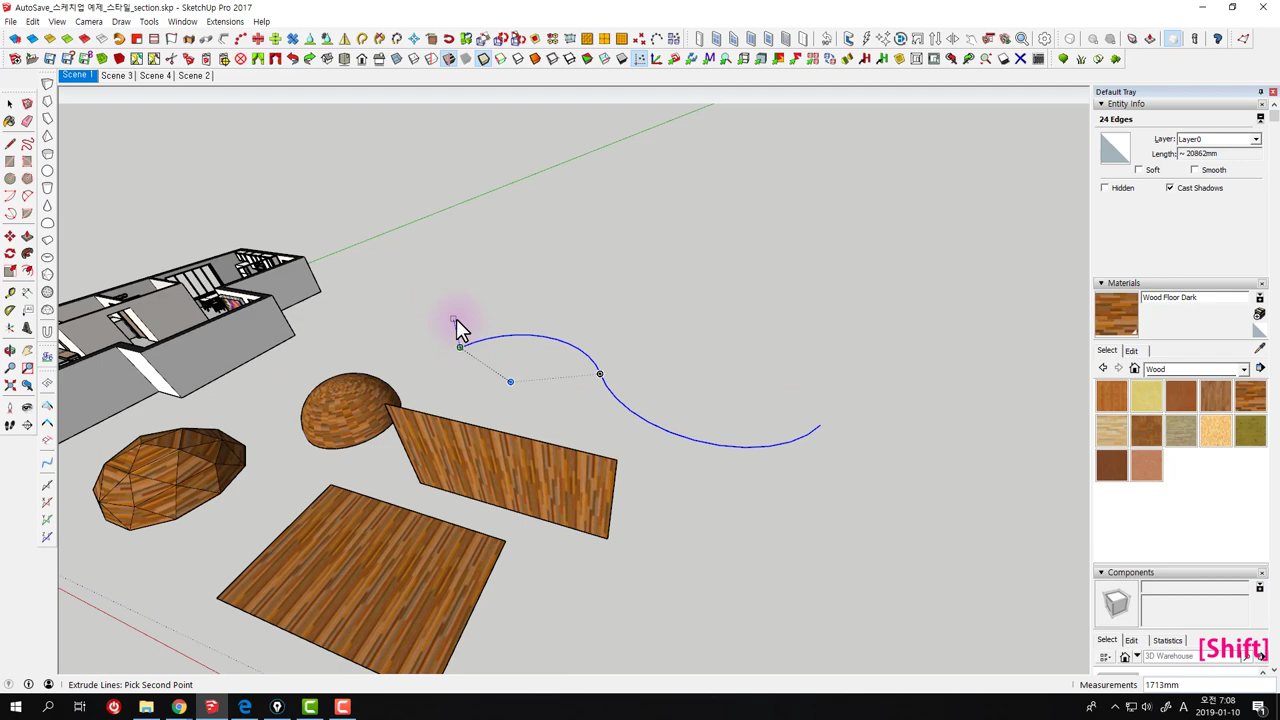 AutoSave_스케치업 예제_스타일_section.skp - SketchUp Pro 2017
File Edit View Camera Draw Tools Window Extensions Help
Scene 1 Scene 3 Scene 4 Scene 2
Default Tray
Entity Info
24 Edges
Layer: Layer0
Length: ~ 20862mm
Soft Smooth
Hidden Cast Shadows
Materials
Wood Floor Dark
Select Edit
Wood
Components
Select Edit Statistics
3D Warehouse
[Shift]
Extrude Lines: Pick Second Point
Measurements 1713mm
오전 7:08
2019-01-10